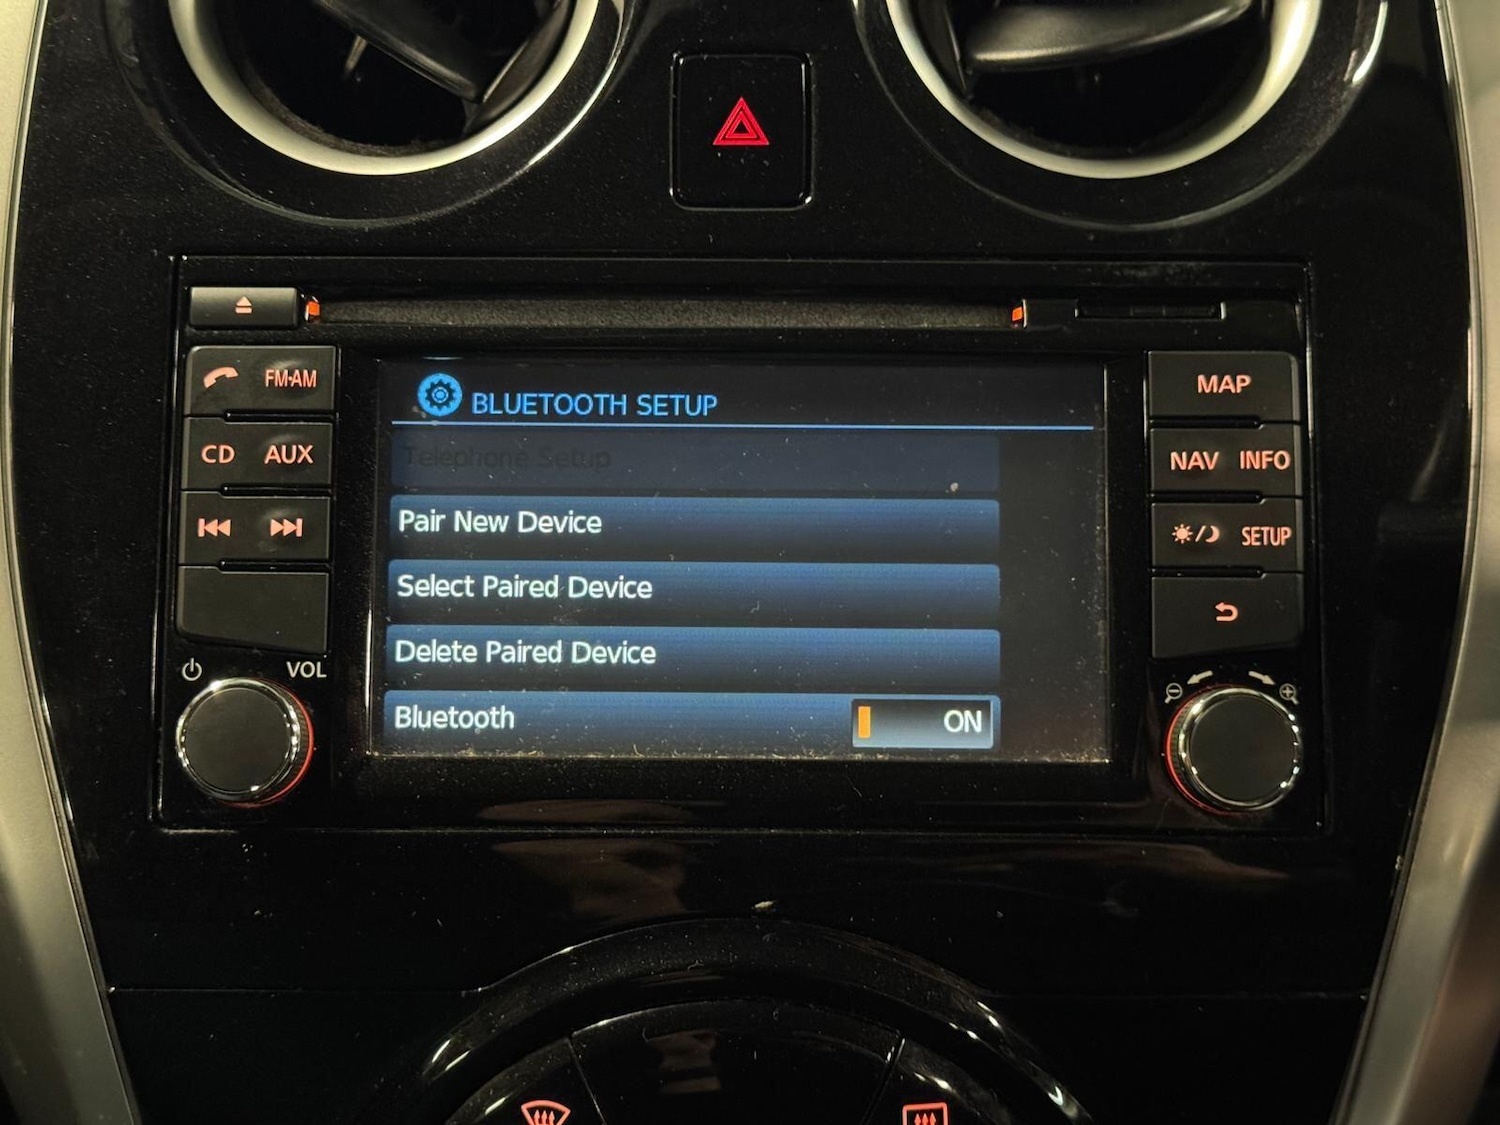 FM·AM
CD AUX
VOL
BLUETOOTH SETUP
Telephone Setup
Pair New Device
Select Paired Device
Delete Paired Device
Bluetooth ON
MAP
NAV INFO
SETUP